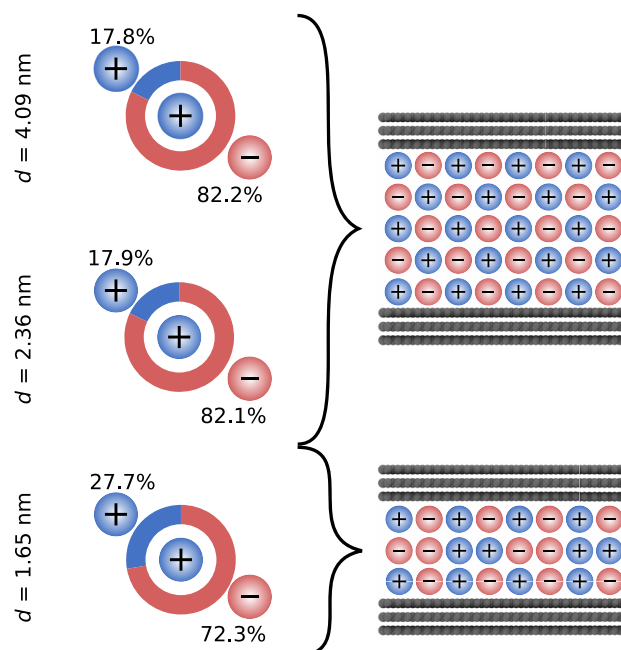 17.8%
d = 4.09 nm
+
+
−
82.2%
17.9%
d = 2.36 nm
+
+
−
82.1%
27.7%
d = 1.65 nm
+
+
−
72.3%
+ − + − + − + −
− + − + − + − +
+ − + − + − + −
− + − + − + − +
+ − + − + − + −
+ − + − + − + −
− − + + − − + +
+ − + − + − + −